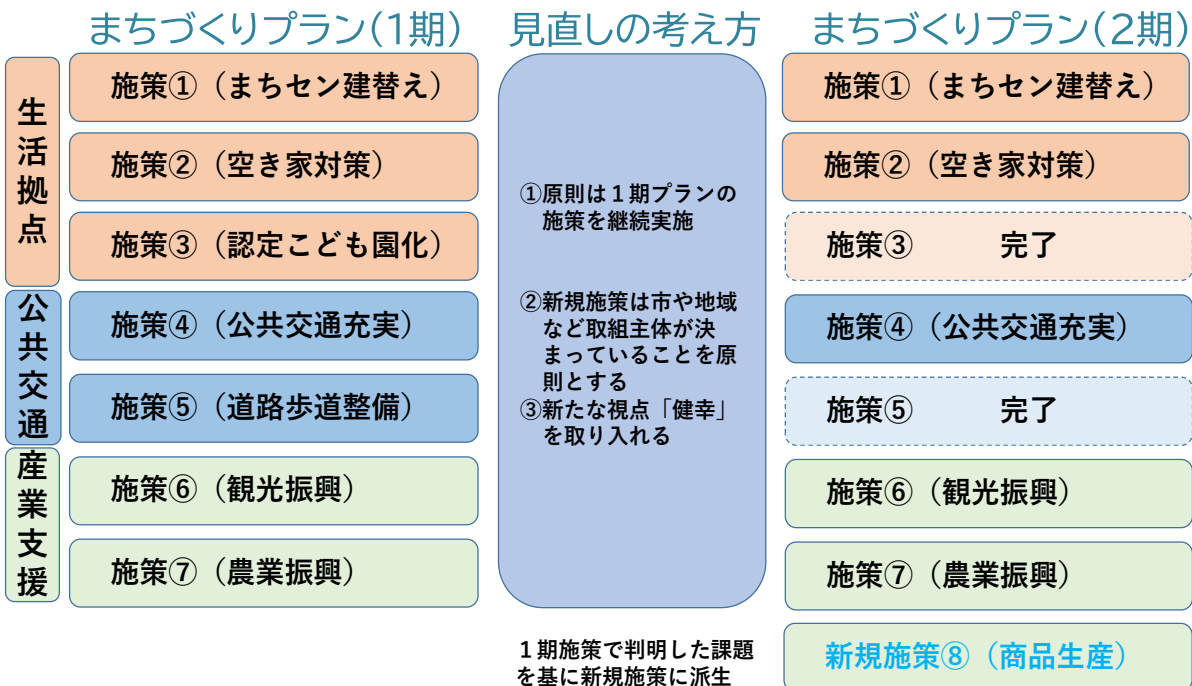 まちづくりプラン(1期)
見直しの考え方
まちづくりプラン(2期)
生活拠点
施策①（まちセン建替え）
施策②（空き家対策）
施策③（認定こども園化）
公共交通
施策④（公共交通充実）
施策⑤（道路歩道整備）
産業支援
施策⑥（観光振興）
施策⑦（農業振興）
①原則は１期プランの
施策を継続実施
②新規施策は市や地域
など取組主体が決
まっていることを原
則とする
③新たな視点「健幸」
を取り入れる
１期施策で判明した課題
を基に新規施策に派生
施策①（まちセン建替え）
施策②（空き家対策）
施策③　　　完了
施策④（公共交通充実）
施策⑤　　　完了
施策⑥（観光振興）
施策⑦（農業振興）
新規施策⑧（商品生産）